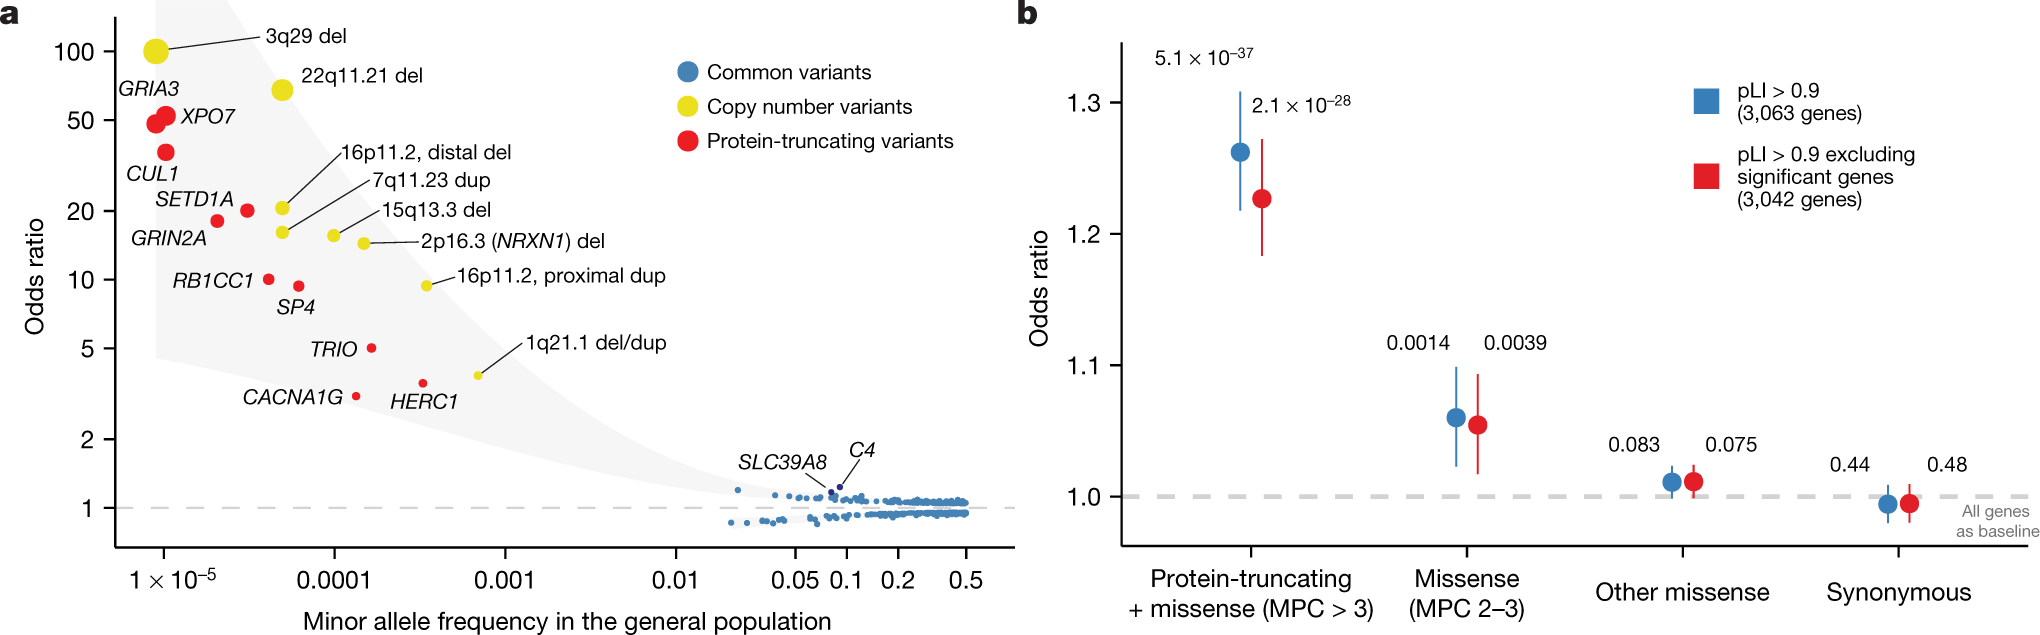 a
100
50
20
10
5
2
1
Odds ratio
3q29 del
22q11.21 del
GRIA3
XPO7
CUL1
16p11.2, distal del
7q11.23 dup
SETD1A
15q13.3 del
GRIN2A
2p16.3 (NRXN1) del
RB1CC1
16p11.2, proximal dup
SP4
TRIO
1q21.1 del/dup
CACNA1G
HERC1
SLC39A8
C4
Common variants
Copy number variants
Protein-truncating variants
1 × 10–5
0.0001
0.001
0.01
0.05
0.1
0.2
0.5
Minor allele frequency in the general population
b
1.3
1.2
1.1
1.0
Odds ratio
5.1 × 10–37
2.1 × 10–28
0.0014
0.0039
0.083
0.075
0.44
0.48
pLI > 0.9
(3,063 genes)
pLI > 0.9 excluding
significant genes
(3,042 genes)
All genes
as baseline
Protein-truncating
+ missense (MPC > 3)
Missense
(MPC 2–3)
Other missense
Synonymous